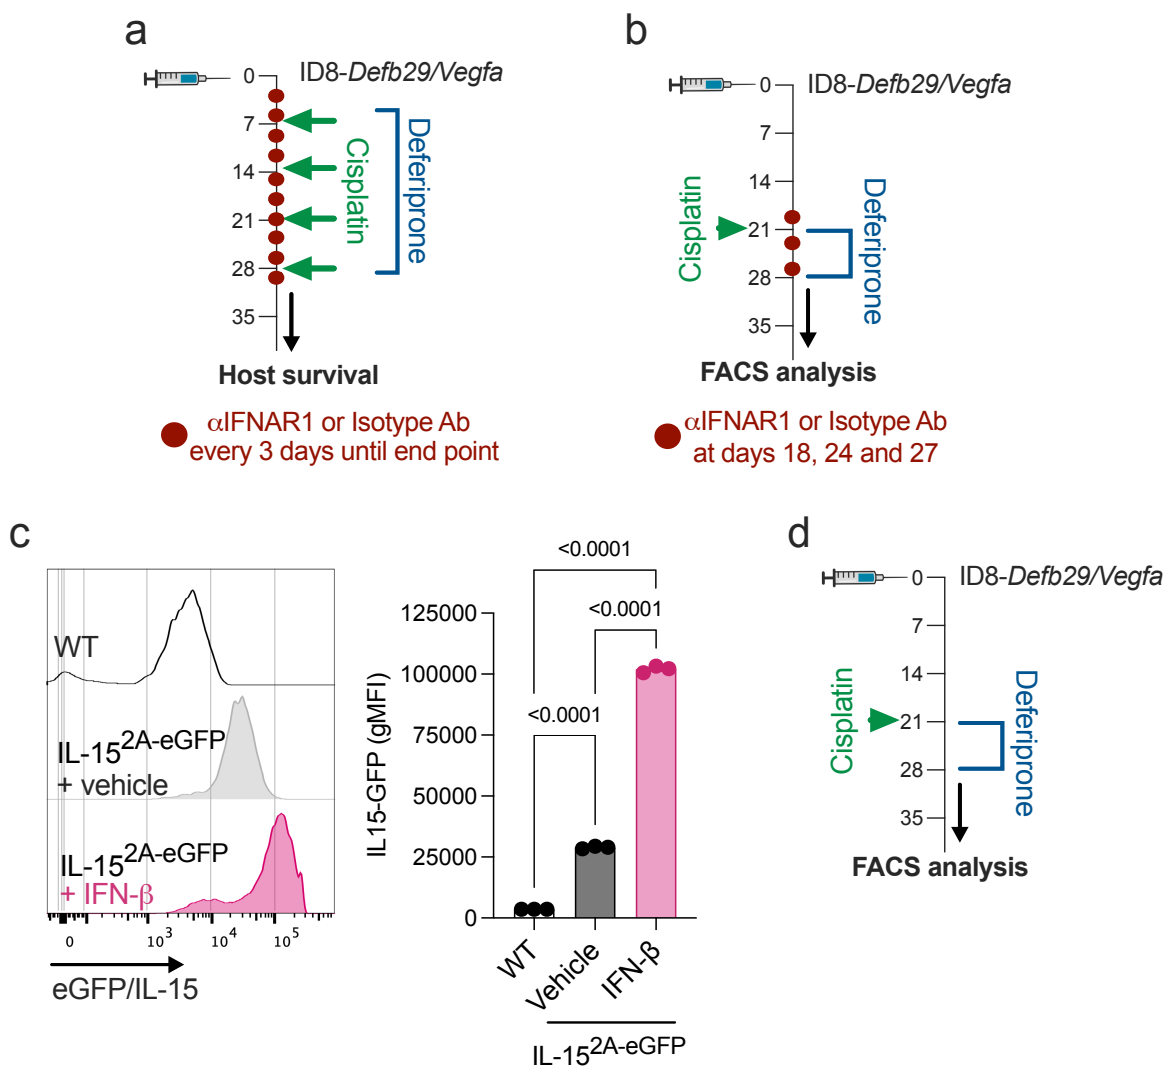 a
0
ID8-Defb29/Vegfa
7
14
21
28
35
Cisplatin
Deferiprone
Host survival
αIFNAR1 or Isotype Ab
every 3 days until end point
b
0
ID8-Defb29/Vegfa
7
14
21
28
35
Cisplatin
Deferiprone
FACS analysis
αIFNAR1 or Isotype Ab
at days 18, 24 and 27
c
WT
IL-15^2A-eGFP
+ vehicle
IL-15^2A-eGFP
+ IFN-β
0 10^3 10^4 10^5
eGFP/IL-15
<0.0001
<0.0001
<0.0001
IL15-GFP (gMFI)
125000
100000
75000
50000
25000
0
WT
Vehicle
IFN-β
IL-15^2A-eGFP
d
0
ID8-Defb29/Vegfa
7
14
21
28
35
Cisplatin
Deferiprone
FACS analysis